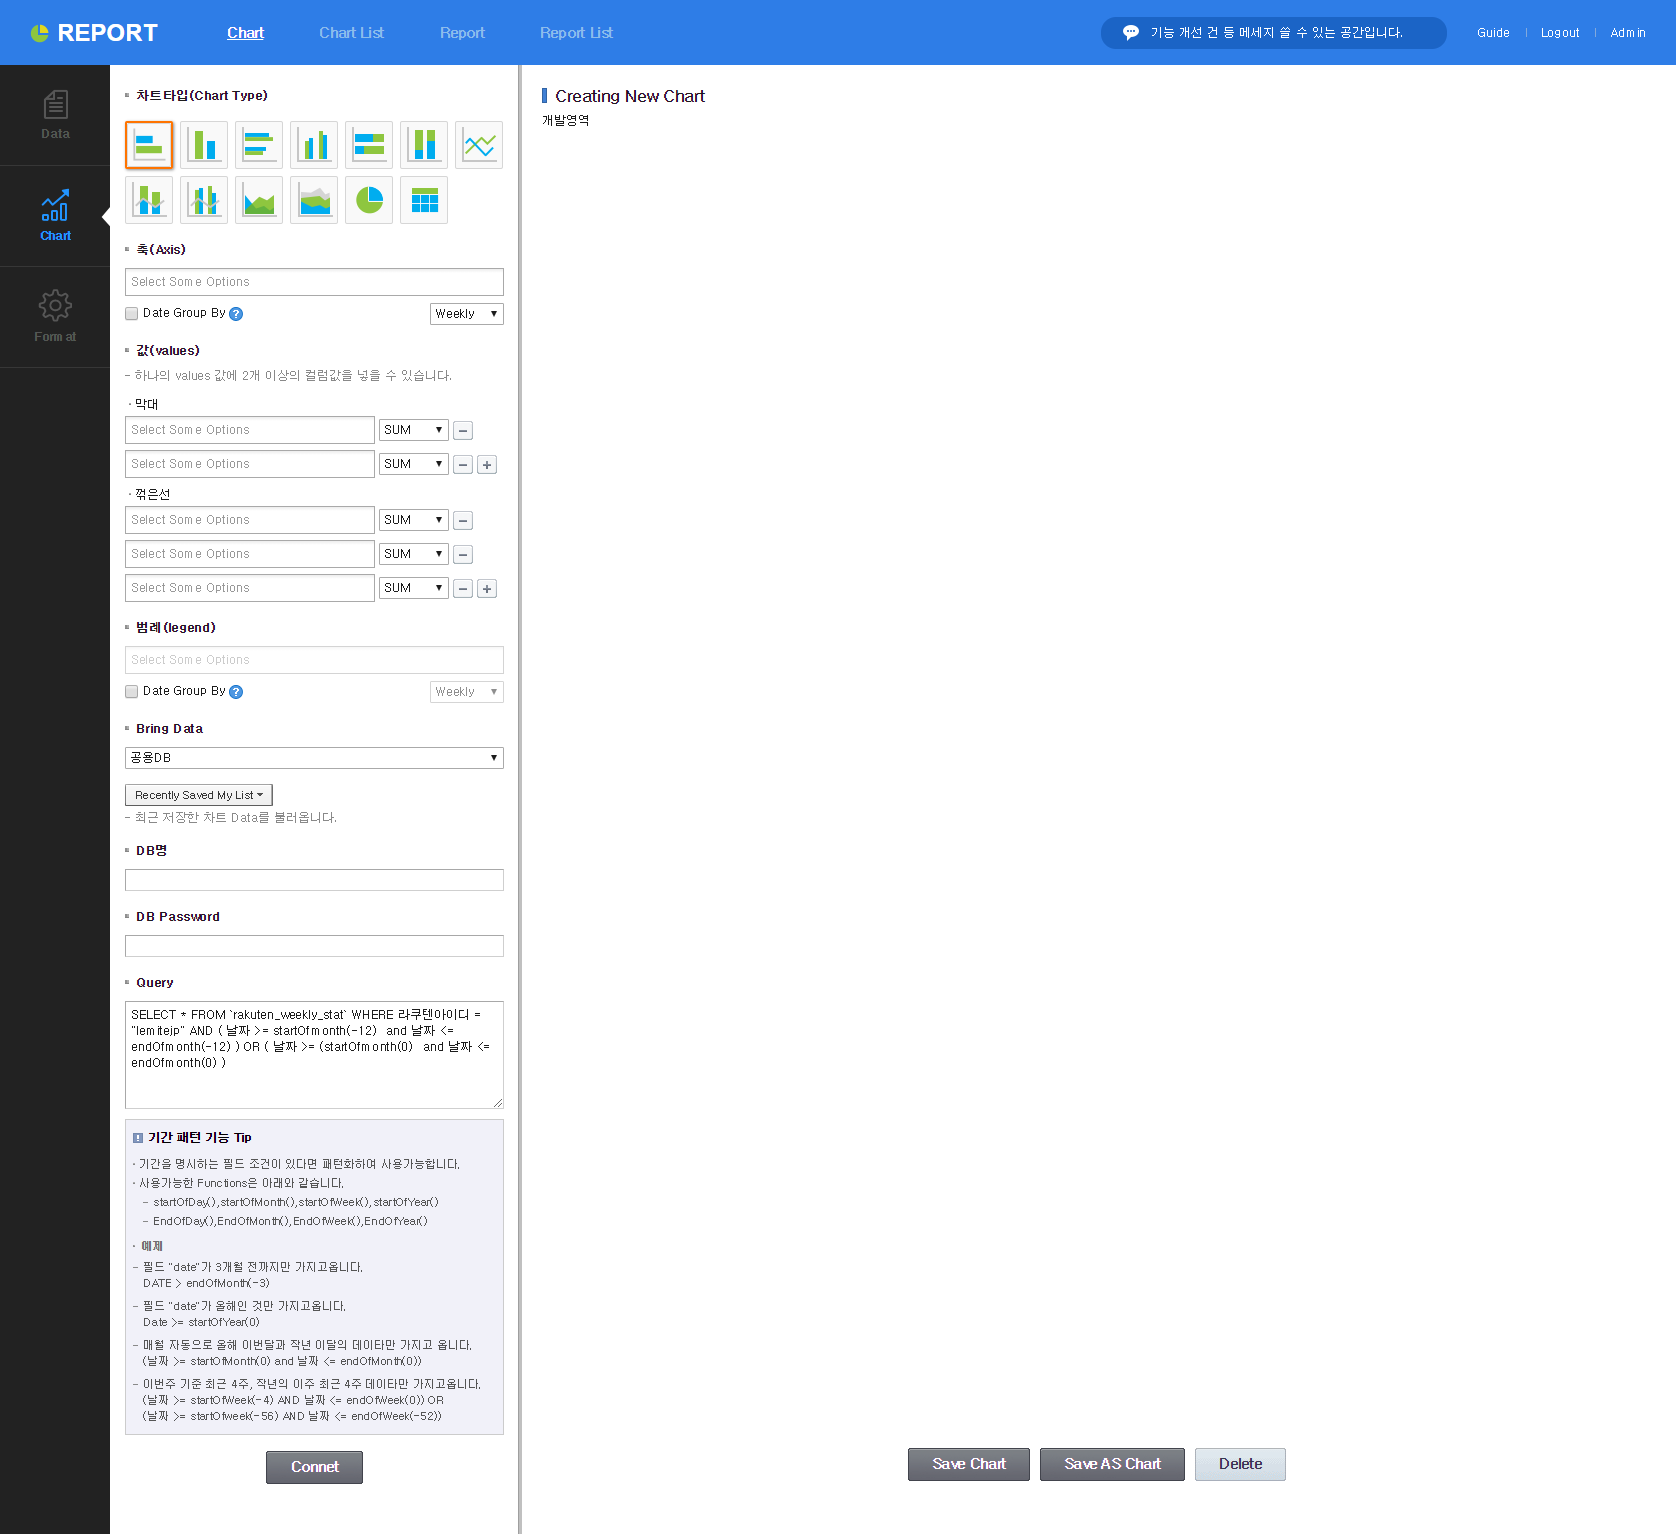 REPORT
Chart
Chart List
Report
Report List
기능 개선 건 등 메세지 쓸 수 있는 공간입니다.
Guide
Logout
Admin
Data
Chart
Format
차트타입(Chart Type)
축(Axis)
Select Some Options
Date Group By ?
Weekly
값(values)
- 하나의 values 값에 2개 이상의 컬럼값을 넣을 수 있습니다.
· 막대
Select Some Options SUM
Select Some Options SUM
· 꺾은선
Select Some Options SUM
Select Some Options SUM
Select Some Options SUM
범례(legend)
Select Some Options
Date Group By ?
Weekly
Bring Data
공용DB
Recently Saved My List
- 최근 저장한 차트 Data를 불러옵니다.
DB명
DB Password
Query
SELECT * FROM `rakuten_weekly_stat` WHERE 라쿠텐아이디 =
"lemitejp" AND ( 날짜 >= startOfmonth(-12) and 날짜 <=
endOfmonth(-12) ) OR ( 날짜 >= (startOfmonth(0) and 날짜 <=
endOfmonth(0) )
기간 패턴 기능 Tip
· 기간을 명시하는 필드 조건이 있다면 패턴화하여 사용가능합니다.
· 사용가능한 Functions은 아래와 같습니다.
- startOfDay(),startOfMonth(),startOfWeek(),startOfYear()
- EndOfDay(),EndOfMonth(),EndOfWeek(),EndOfYear()
· 예제
- 필드 "date"가 3개월 전까지만 가지고옵니다.
DATE > endOfMonth(-3)
- 필드 "date"가 올해인 것만 가지고옵니다.
Date >= startOfYear(0)
- 매월 자동으로 올해 이번달과 작년 이달의 데이타만 가지고 옵니다.
(날짜 >= startOfMonth(0) and 날짜 <= endOfMonth(0))
- 이번주 기준 최근 4주, 작년의 이주 최근 4주 데이타만 가지고옵니다.
(날짜 >= startOfWeek(-4) AND 날짜 <= endOfWeek(0)) OR
(날짜 >= startOfweek(-56) AND 날짜 <= endOfWeek(-52))
Connet
Creating New Chart
개발영역
Save Chart
Save AS Chart
Delete